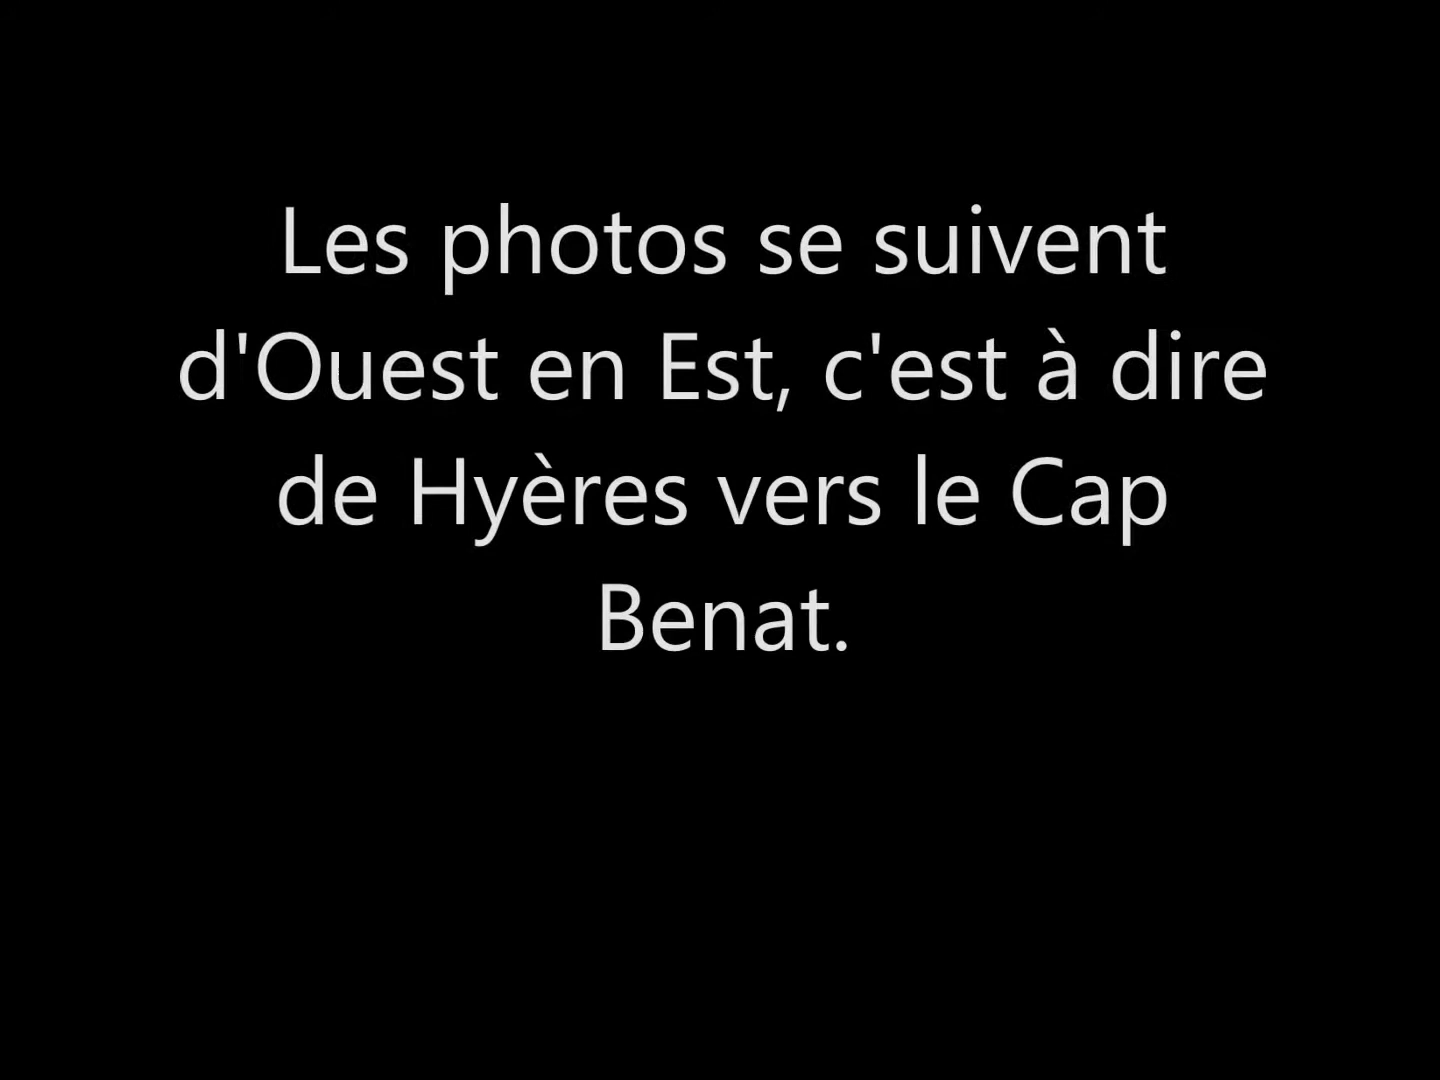 Les photos se suivent
d'Ouest en Est, c'est à dire
de Hyères vers le Cap
Benat.